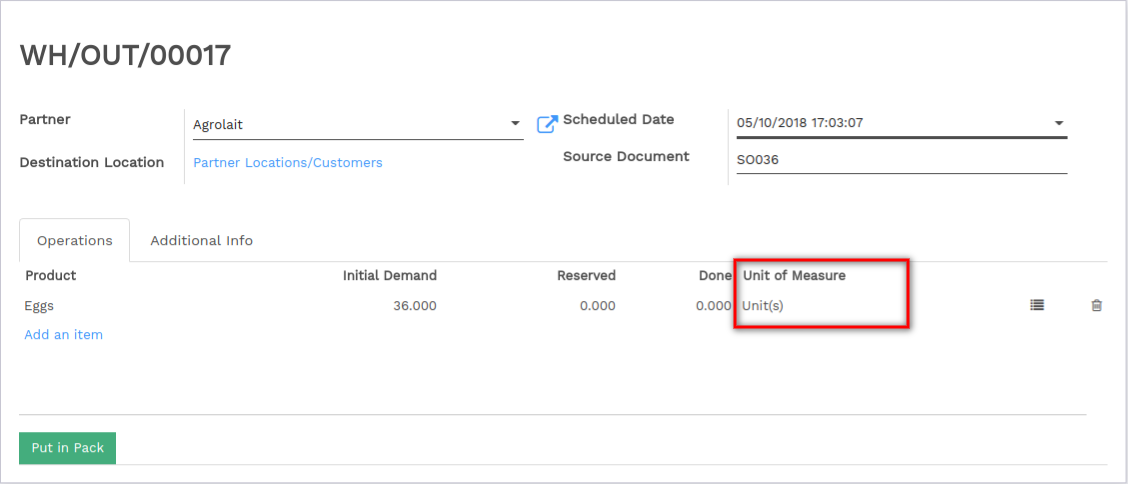 WH/OUT/00017
Partner
Agrolait
Scheduled Date
05/10/2018 17:03:07
Destination Location
Partner Locations/Customers
Source Document
SO036
Operations
Additional Info
Product Initial Demand Reserved Done Unit of Measure
Eggs 36.000 0.000 0.000 Unit(s)
Add an item
Put in Pack